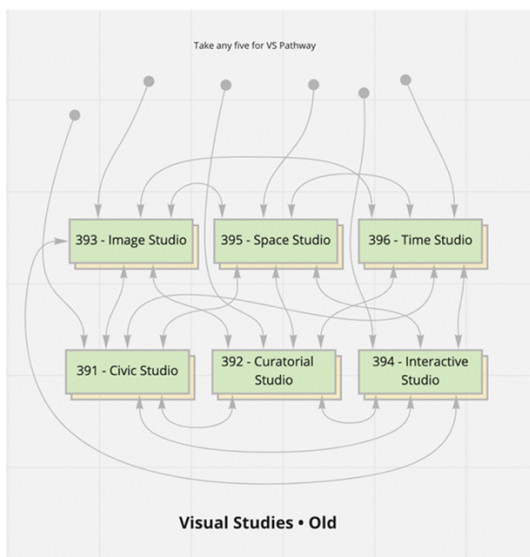 Take any five for VS Pathway
393 - Image Studio
395 - Space Studio
396 - Time Studio
391 - Civic Studio
392 - Curatorial
Studio
394 - Interactive
Studio
Visual Studies • Old